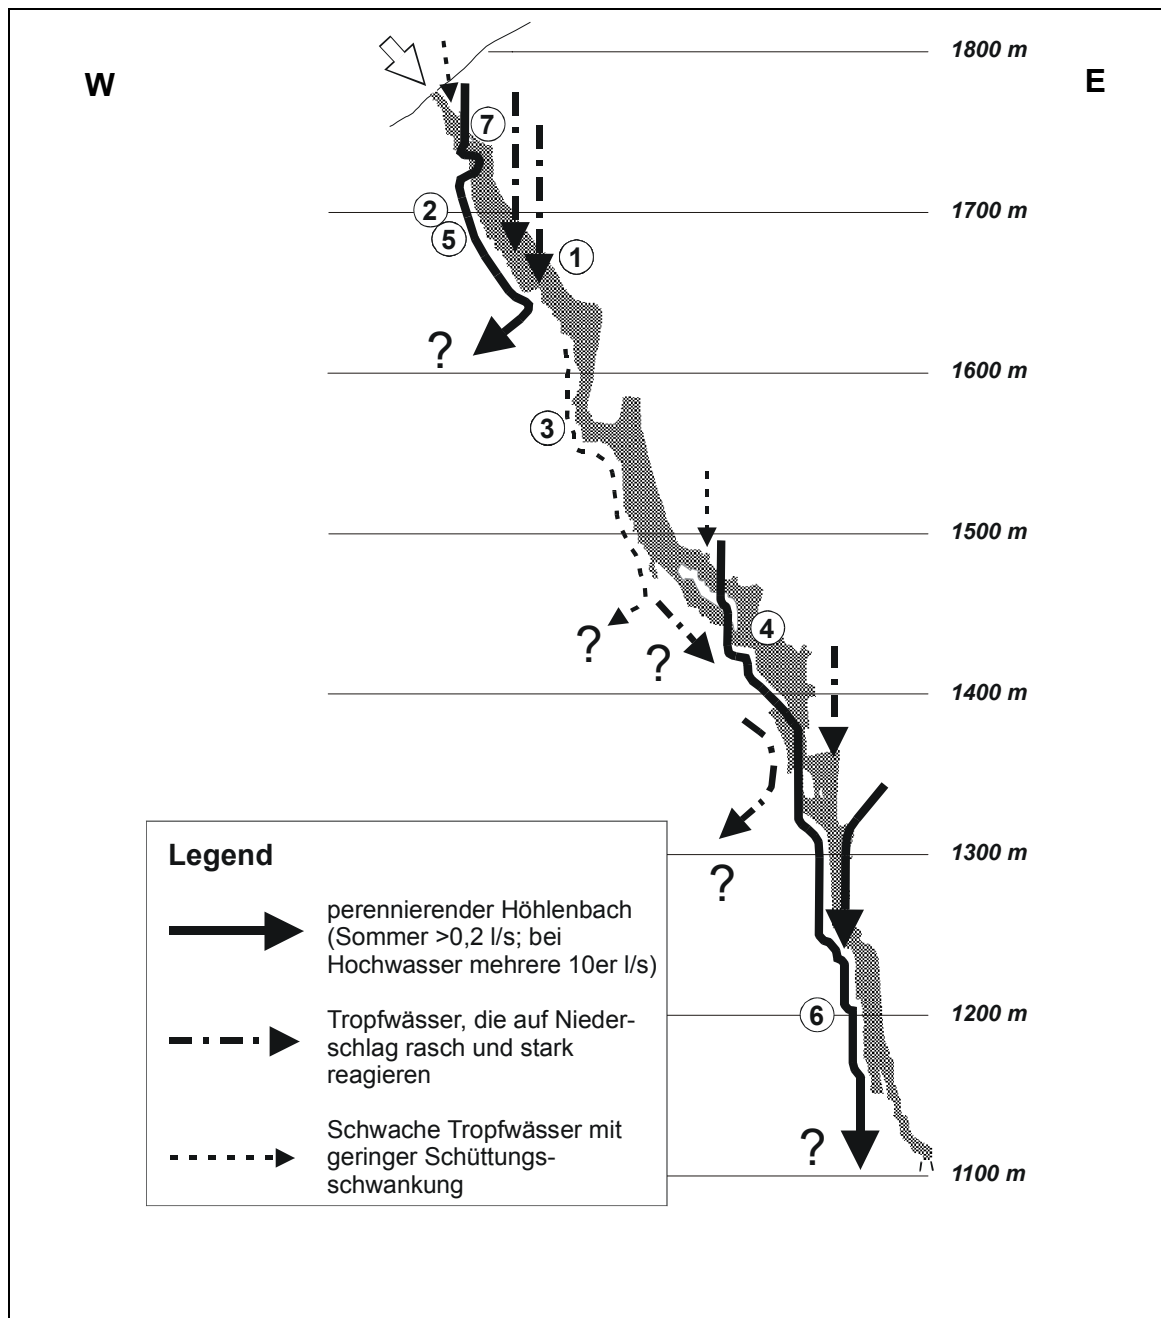 1800 m
W
E
7
1700 m
2
5
1
?
1600 m
3
1500 m
4
?
?
1400 m
Legend
1300 m
?
perennierender Höhlenbach
(Sommer >0,2 l/s; bei
Hochwasser mehrere 10er l/s)
6
1200 m
Tropfwässer, die auf Nieder-
schlag rasch und stark
reagieren
Schwache Tropfwässer mit
geringer Schüttungs-
schwankung
?
1100 m